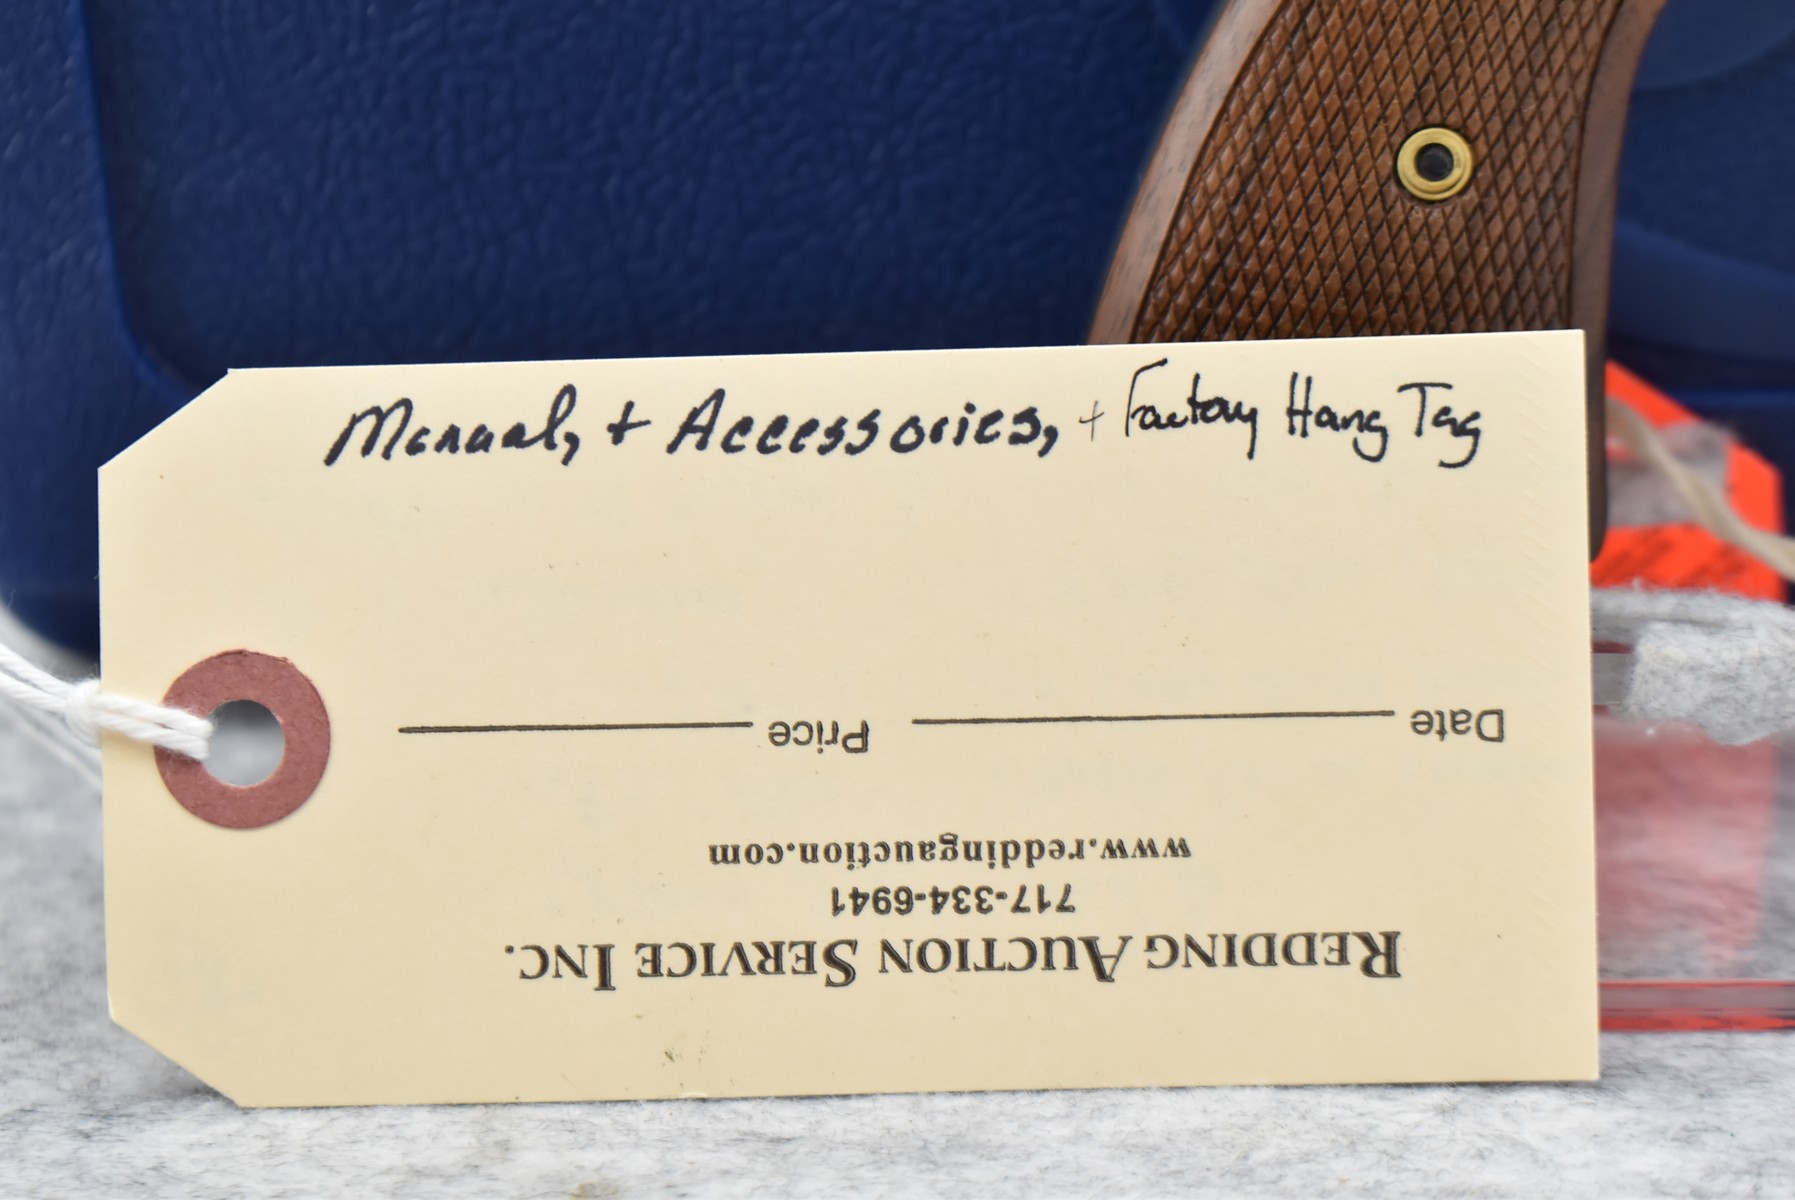 Manual, + Accessories, + Factory Hang Tag
REDDING AUCTION SERVICE INC.
717-334-6941
www.reddingauction.com
Date Price